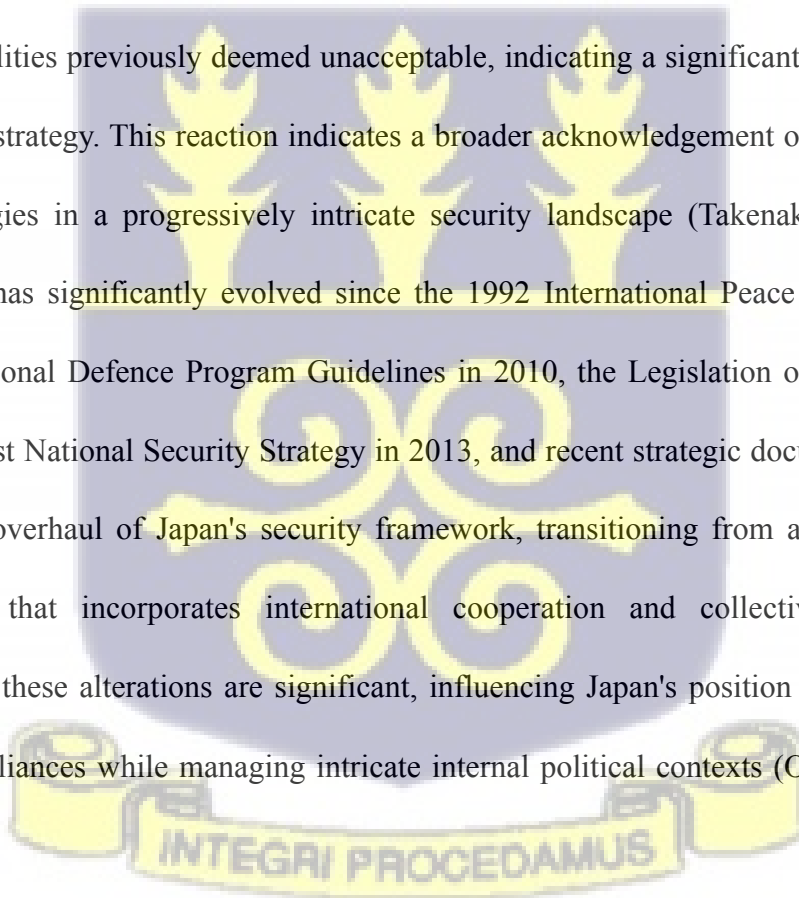 lities previously deemed unacceptable, indicating a significant
strategy. This reaction indicates a broader acknowledgement o
gies in a progressively intricate security landscape (Takenak
has significantly evolved since the 1992 International Peace
onal Defence Program Guidelines in 2010, the Legislation o
st National Security Strategy in 2013, and recent strategic doc
overhaul of Japan's security framework, transitioning from a
that incorporates international cooperation and collectiv
these alterations are significant, influencing Japan's position
liances while managing intricate internal political contexts (O
INTEGRI PROCEDAMUS